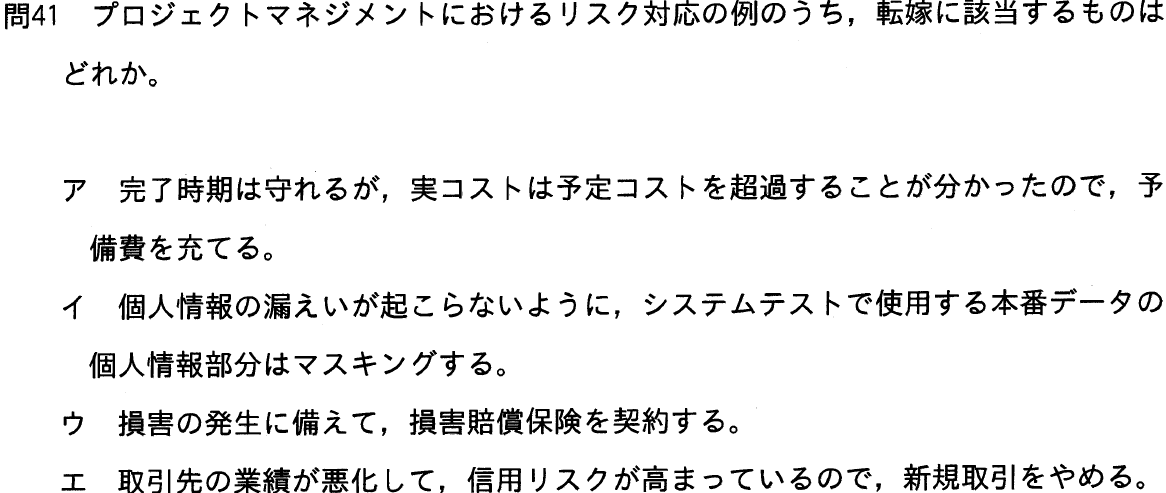 問41　プロジェクトマネジメントにおけるリスク対応の例のうち，転嫁に該当するものは
どれか。
ア　完了時期は守れるが，実コストは予定コストを超過することが分かったので，予
備費を充てる。
イ　個人情報の漏えいが起こらないように，システムテストで使用する本番データの
個人情報部分はマスキングする。
ウ　損害の発生に備えて，損害賠償保険を契約する。
エ　取引先の業績が悪化して，信用リスクが高まっているので，新規取引をやめる。